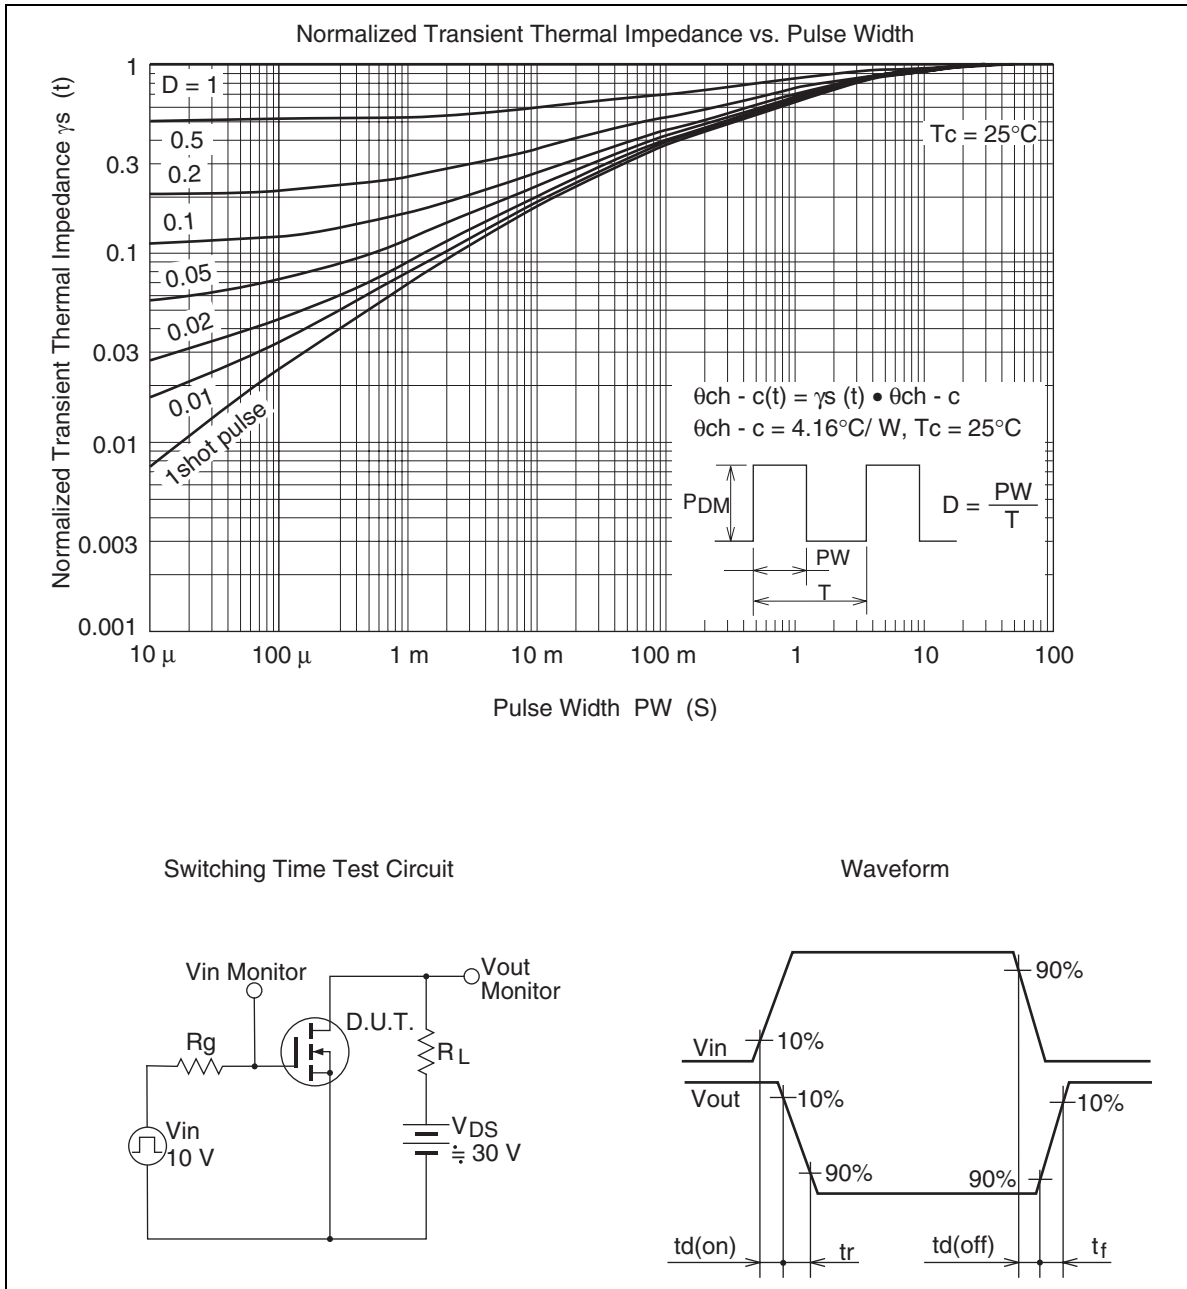 Normalized Transient Thermal Impedance vs. Pulse Width
Normalized Transient Thermal Impedance γs (t)
1
0.3
0.1
0.03
0.01
0.003
0.001
D = 1
0.5
0.2
0.1
0.05
0.02
0.01
1shot pulse
Tc = 25°C
θch - c(t) = γs (t) • θch - c
θch - c = 4.16°C/ W, Tc = 25°C
PDM
D = PW
T
PW
T
10 μ 100 μ 1 m 10 m 100 m 1 10 100
Pulse Width PW (S)
Switching Time Test Circuit
Vin Monitor
Vout
Monitor
D.U.T.
Rg
RL
Vin
10 V
VDS
≒ 30 V
Waveform
90%
Vin
10%
Vout
10%
10%
90%
90%
td(on)
tr
td(off)
tf